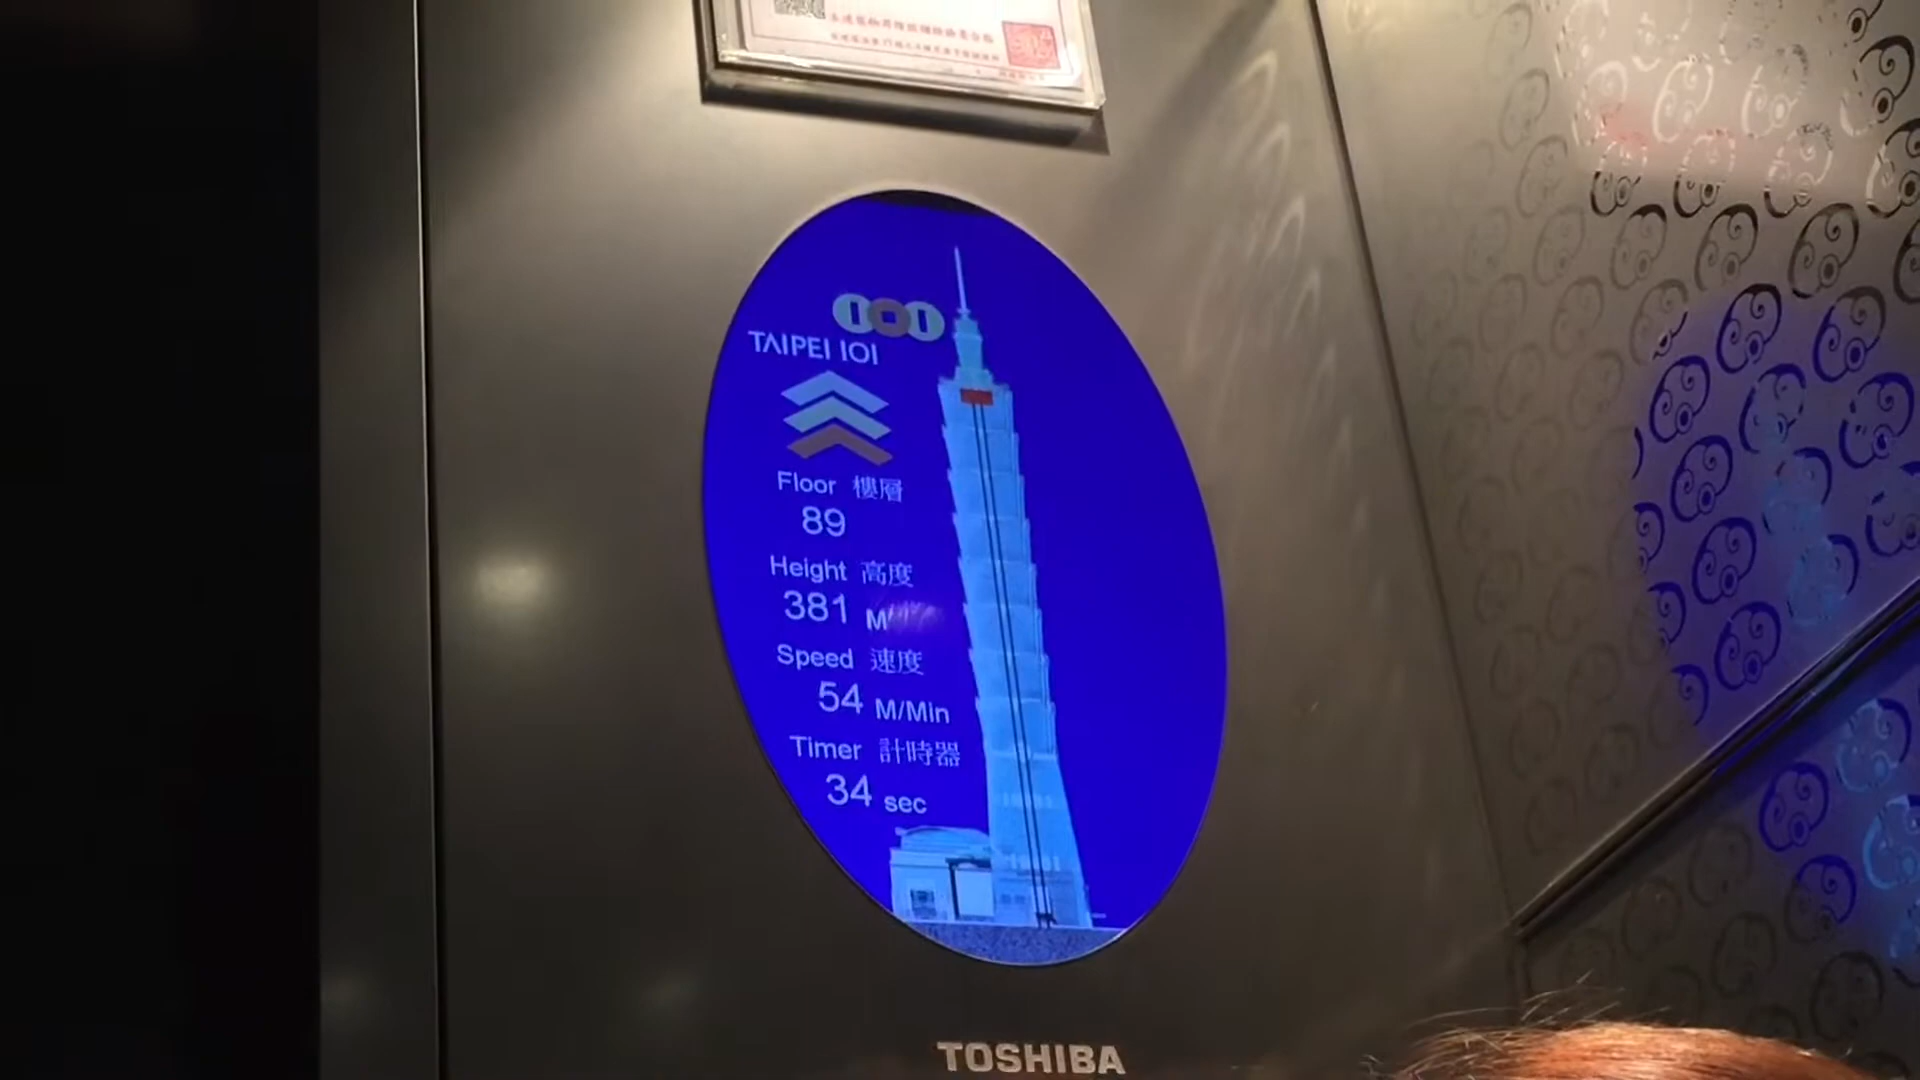 TAIPEI 101
Floor 樓層
89
Height 高度
381 M
Speed 速度
54 M/Min
Timer 計時器
34 sec
TOSHIBA